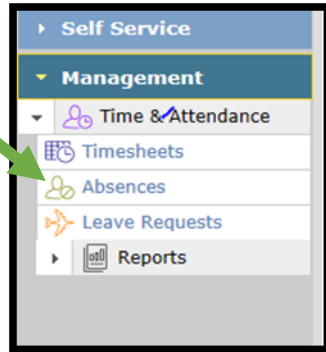 Self Service
Management
Time & Attendance
Timesheets
Absences
Leave Requests
Reports